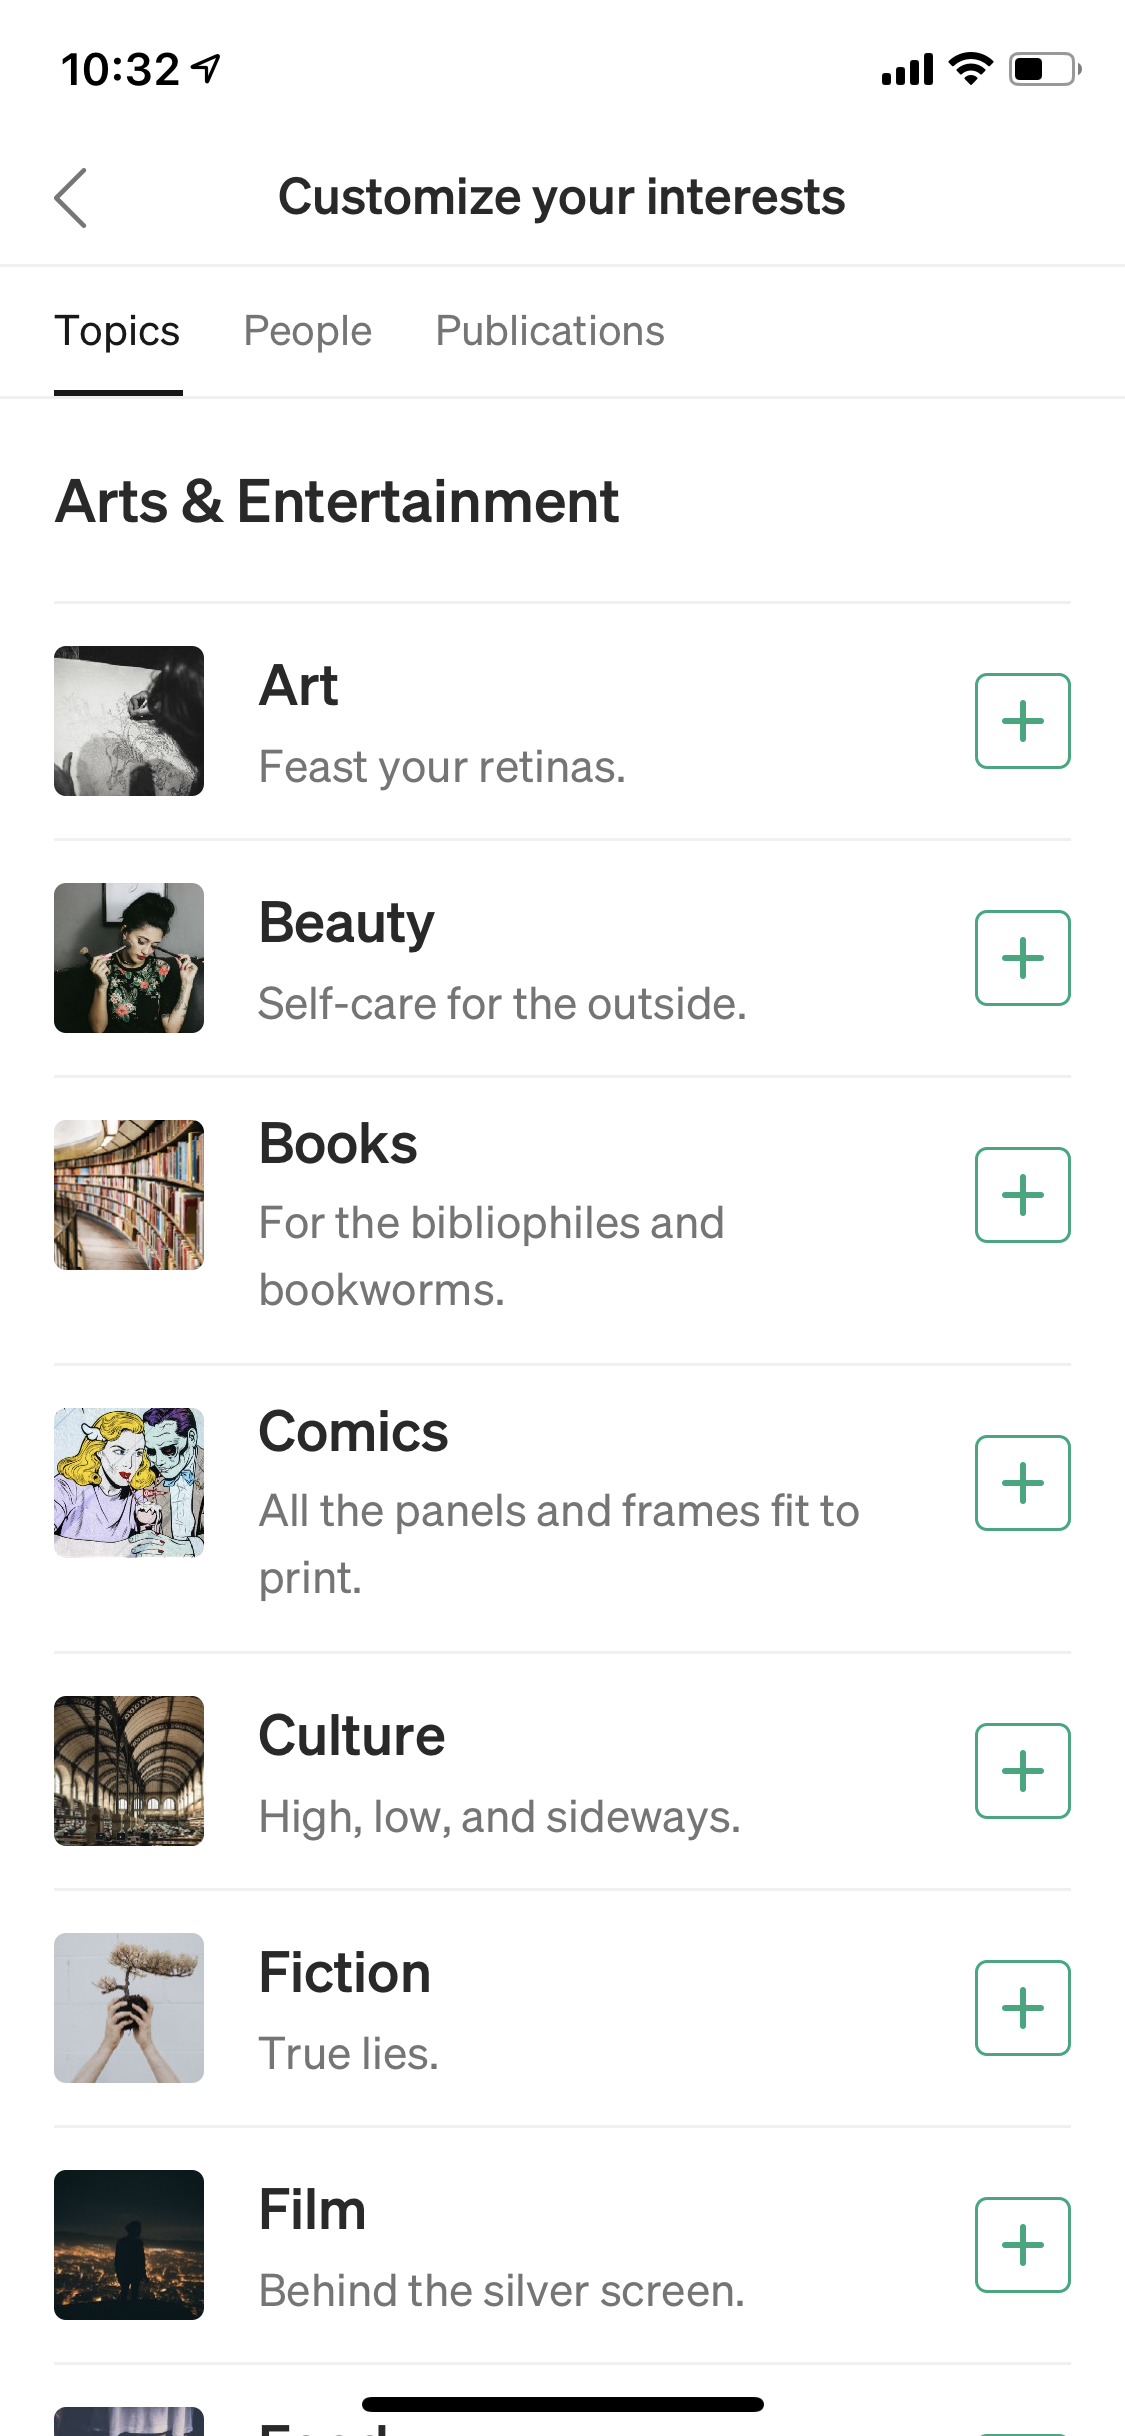 10:32
Customize your interests
Topics People Publications
Arts & Entertainment
Art
Feast your retinas.
Beauty
Self-care for the outside.
Books
For the bibliophiles and
bookworms.
Comics
All the panels and frames fit to
print.
Culture
High, low, and sideways.
Fiction
True lies.
Film
Behind the silver screen.